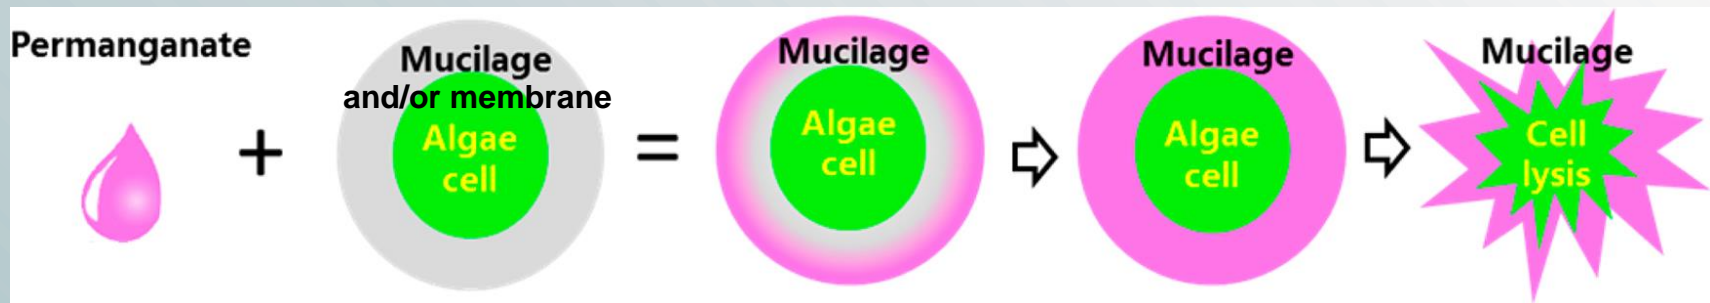 Permanganate
+
Mucilage
and/or membrane
Algae
cell
=
Mucilage
Algae
cell
Mucilage
Algae
cell
Mucilage
Cell
lysis